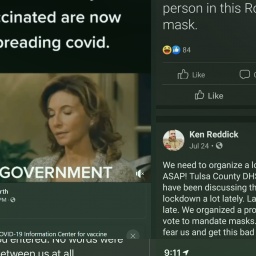 ccinated are now
preading covid.
GOVERNMENT
rth
OVID-19 Information Center for vaccine
ou entered. No words were
etween us at all
person in this Ro
mask.
84
Like
Like
Ken Reddick
Jul 24 •
We need to organize a lo
ASAP! Tulsa County DHS
have been discussing th
lockdown a lot lately. La
late. We organized a pro
vote to mandate masks.
fear us and get this bad
9:11